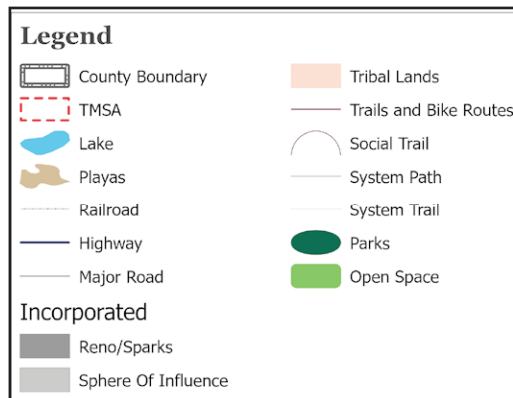 Legend
County Boundary
TMSA
Lake
Playas
Railroad
Highway
Major Road
Incorporated
Reno/Sparks
Sphere Of Influence
Tribal Lands
Trails and Bike Routes
Social Trail
System Path
System Trail
Parks
Open Space